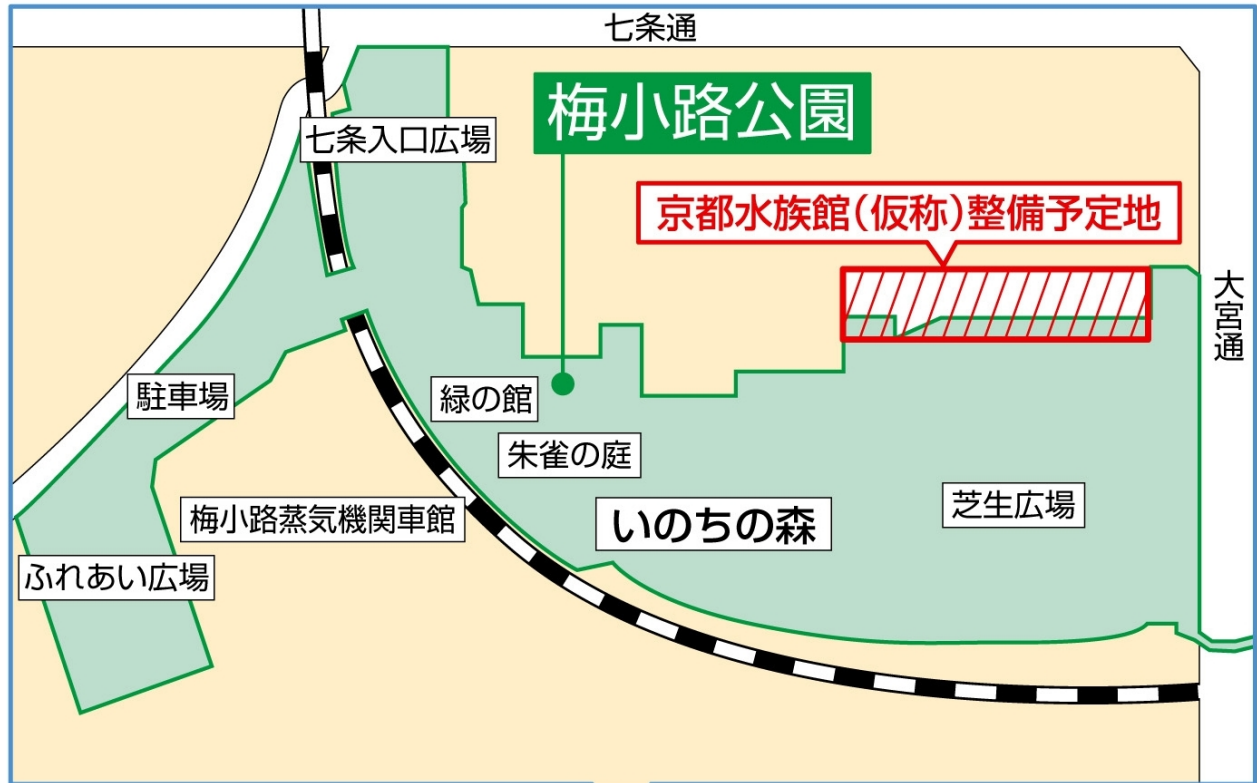 七条通
梅小路公園
七条入口広場
京都水族館(仮称)整備予定地
大宮通
駐車場
緑の館
朱雀の庭
梅小路蒸気機関車館
いのちの森
芝生広場
ふれあい広場